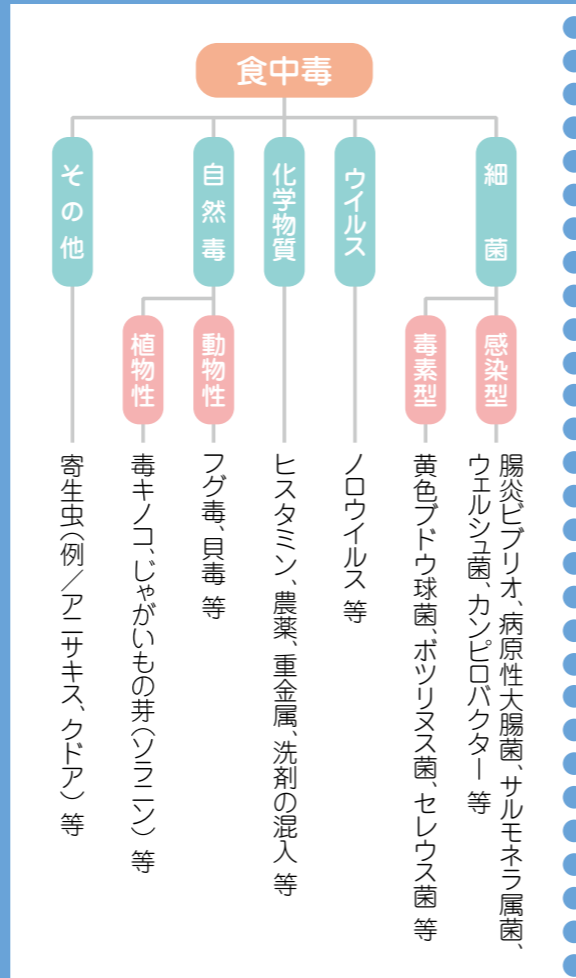 食中毒
細菌
感染型
腸炎ビブリオ、病原性大腸菌、サルモネラ属菌、
ウェルシュ菌、カンピロバクター 等
毒素型
黄色ブドウ球菌、ボツリヌス菌、セレウス菌 等
ウイルス
ノロウイルス 等
化学物質
ヒスタミン、農薬、重金属、洗剤の混入 等
自然毒
動物性
フグ毒、貝毒 等
植物性
毒キノコ、じゃがいもの芽(ソラニン) 等
その他
寄生虫(例/アニサキス、クドア) 等